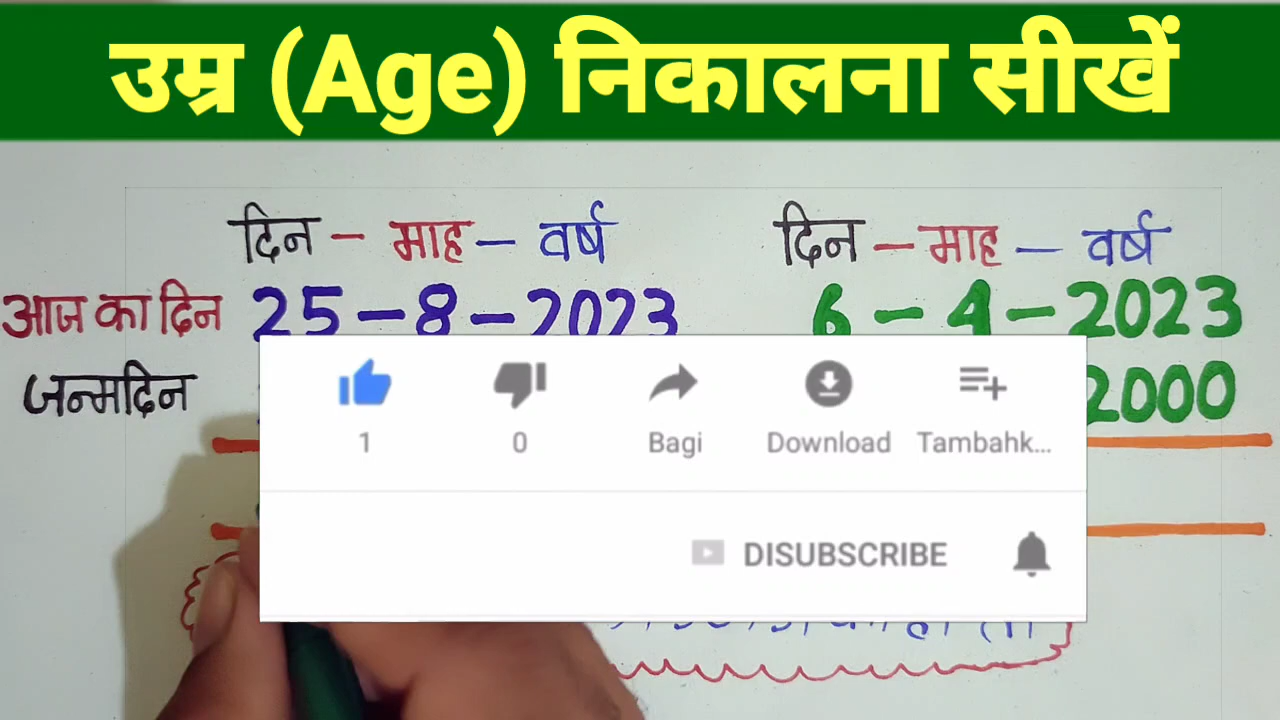 उम्र (Age) निकालना सीखें
दिन - माह - वर्ष दिन - माह - वर्ष
आज का दिन 25-8-2023 6-4-2023
जन्मदिन 2000
1 0 Bagi Download Tambahk...
DISUBSCRIBE